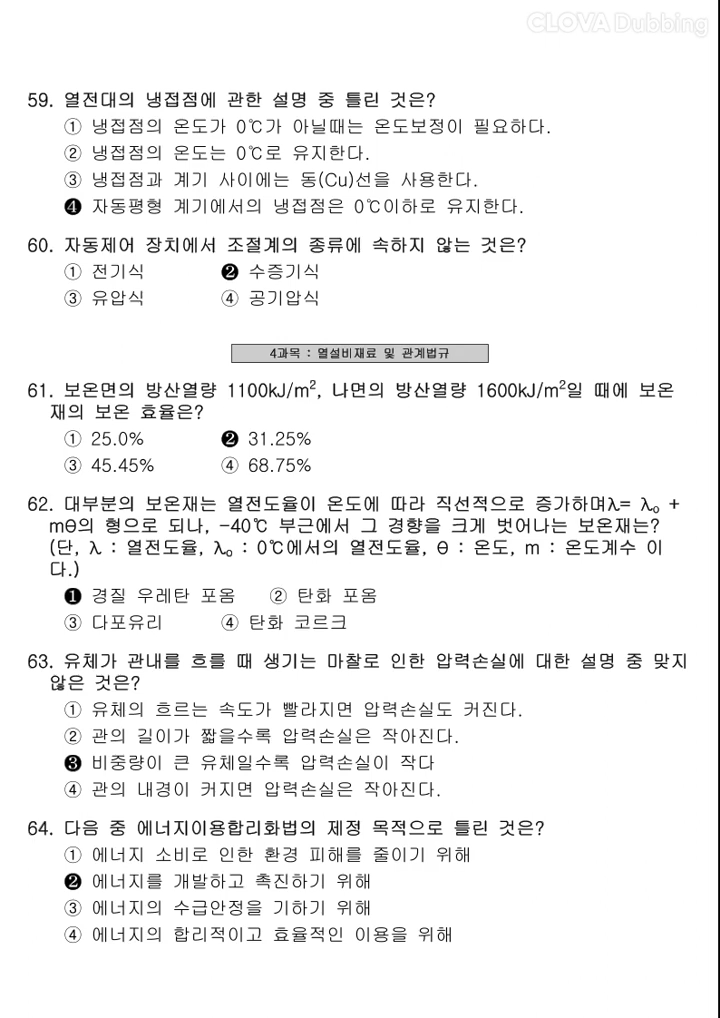 CLOVA Dubbing
59. 열전대의 냉접점에 관한 설명 중 틀린 것은?
① 냉접점의 온도가 0℃가 아닐때는 온도보정이 필요하다.
② 냉접점의 온도는 0℃로 유지한다.
③ 냉접점과 계기 사이에는 동(Cu)선을 사용한다.
❹ 자동평형 계기에서의 냉접점은 0℃이하로 유지한다.
60. 자동제어 장치에서 조절계의 종류에 속하지 않는 것은?
① 전기식 ❷ 수증기식
③ 유압식 ④ 공기압식
4과목 : 열설비재료 및 관계법규
61. 보온면의 방산열량 1100kJ/m², 나면의 방산열량 1600kJ/m²일 때에 보온
재의 보온 효율은?
① 25.0% ❷ 31.25%
③ 45.45% ④ 68.75%
62. 대부분의 보온재는 열전도율이 온도에 따라 직선적으로 증가하며λ= λₒ +
mθ의 형으로 되나, -40℃ 부근에서 그 경향을 크게 벗어나는 보온재는?
(단, λ : 열전도율, λₒ : 0℃에서의 열전도율, θ : 온도, m : 온도계수 이
다.)
❶ 경질 우레탄 포옴 ② 탄화 포옴
③ 다포유리 ④ 탄화 코르크
63. 유체가 관내를 흐를 때 생기는 마찰로 인한 압력손실에 대한 설명 중 맞지
않은 것은?
① 유체의 흐르는 속도가 빨라지면 압력손실도 커진다.
② 관의 길이가 짧을수록 압력손실은 작아진다.
❸ 비중량이 큰 유체일수록 압력손실이 작다
④ 관의 내경이 커지면 압력손실은 작아진다.
64. 다음 중 에너지이용합리화법의 제정 목적으로 틀린 것은?
① 에너지 소비로 인한 환경 피해를 줄이기 위해
❷ 에너지를 개발하고 촉진하기 위해
③ 에너지의 수급안정을 기하기 위해
④ 에너지의 합리적이고 효율적인 이용을 위해